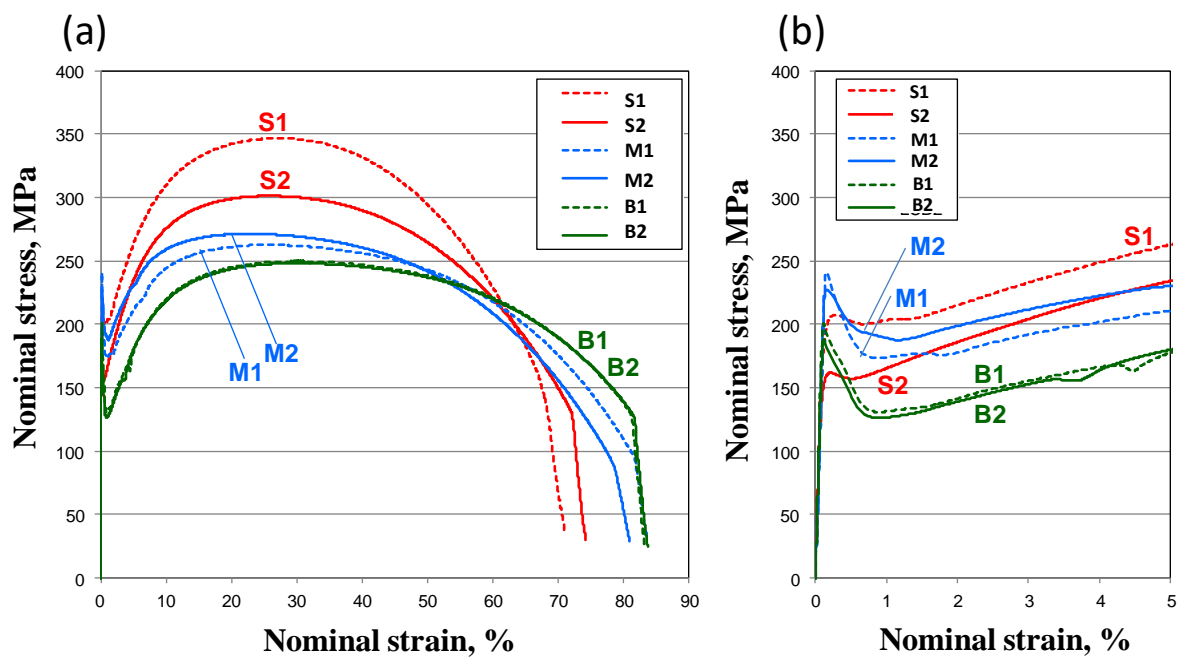 (a)
Nominal stress, MPa
400
350
300
250
200
150
100
50
0
0 10 20 30 40 50 60 70 80 90
Nominal strain, %
S1
S2
M1
M2
B1
B2
S1
S2
M2
M1
B1
B2
(b)
Nominal stress, MPa
400
350
300
250
200
150
100
50
0
0 1 2 3 4 5
Nominal strain, %
S1
S2
M1
M2
B1
B2
S1
M2
M1
S2
B1
B2